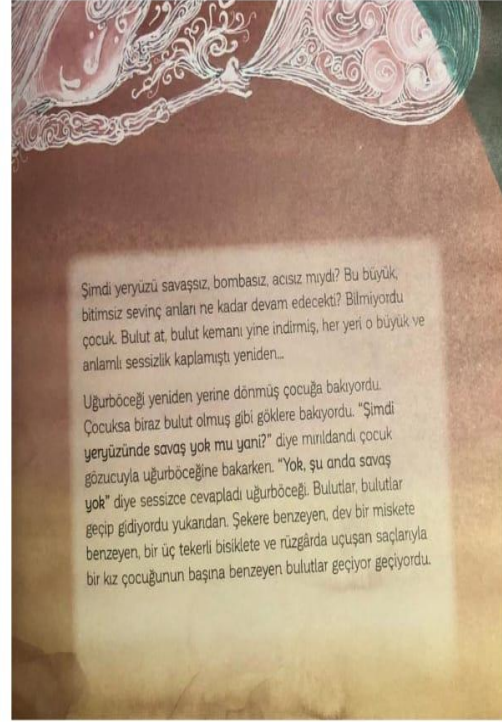 Şimdi yeryüzü savaşsız, bombasız, acısız mıydı? Bu büyük,
bitimsiz sevinç anları ne kadar devam edecekti? Bilmiyordu
çocuk. Bulut at, bulut kemanı yine indirmiş, her yeri o büyük ve
anlamlı sessizlik kaplamıştı yeniden...
Uğurböceği yeniden yerine dönmüş çocuğa bakıyordu.
Çocuksa biraz bulut olmuş gibi göklere bakıyordu. “Şimdi
yeryüzünde savaş yok mu yani?” diye mırıldandı çocuk
gözucuyla uğurböceğine bakarken. “Yok, şu anda savaş
yok” diye sessizce cevapladı uğurböceği. Bulutlar, bulutlar
geçip gidiyordu yukarıdan. Şekere benzeyen, dev bir miskete
benzeyen, bir üç tekerli bisiklete ve rüzgârda uçuşan saçlarıyla
bir kız çocuğunun başına benzeyen bulutlar geçiyor geçiyordu.